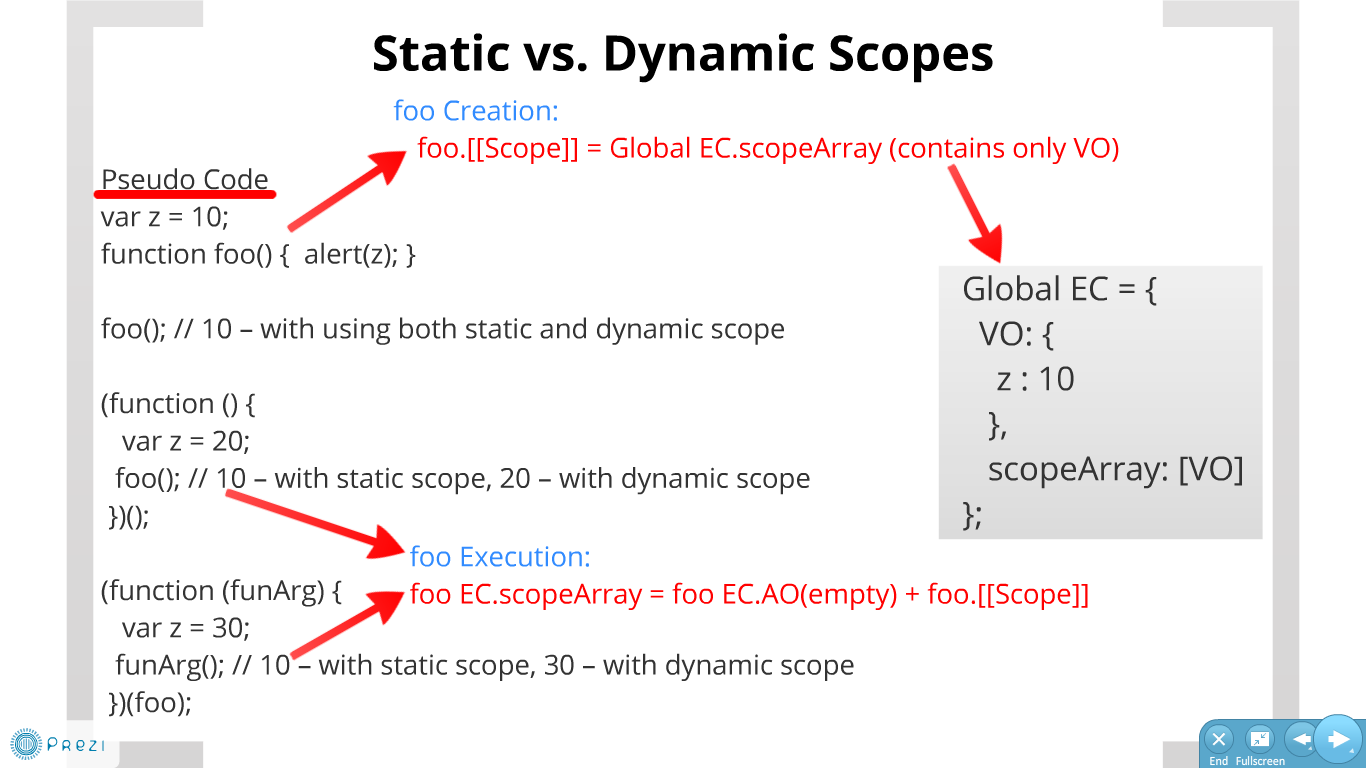 Static vs. Dynamic Scopes
foo Creation:
foo.[[Scope]] = Global EC.scopeArray (contains only VO)
Pseudo Code
var z = 10;
function foo() {  alert(z); }
foo(); // 10 – with using both static and dynamic scope
(function () {
var z = 20;
foo(); // 10 – with static scope, 20 – with dynamic scope
})();
foo Execution:
foo EC.scopeArray = foo EC.AO(empty) + foo.[[Scope]]
(function (funArg) {
var z = 30;
funArg(); // 10 – with static scope, 30 – with dynamic scope
})(foo);
Global EC = {
VO: {
z : 10
},
scopeArray: [VO]
};
Prezi
End Fullscreen